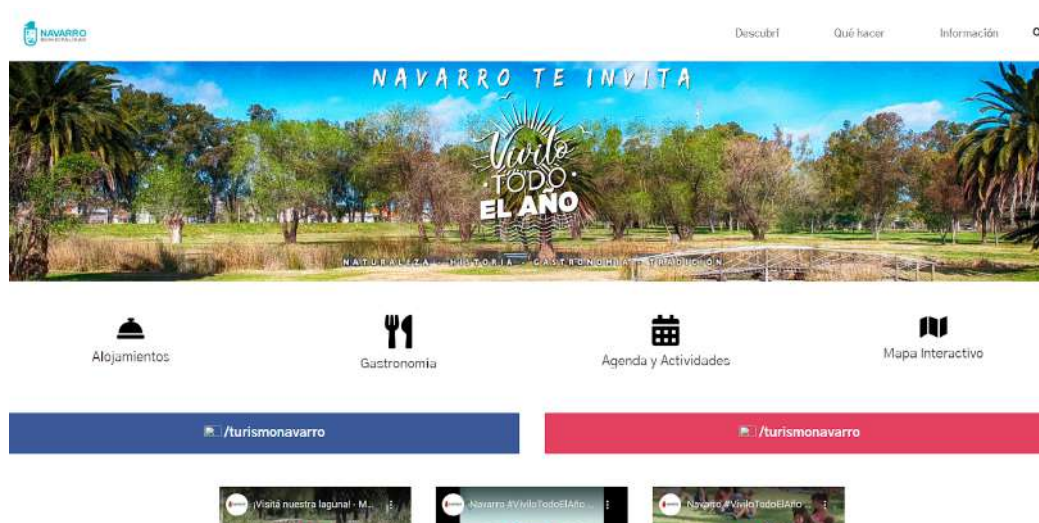 NAVARRO
Descubrí
Qué hacer
Información
NAVARRO TE INVITA
Vivilo
·TODO·
EL AÑO
NATURALEZA - HISTORIA - GASTRONOMIA - TRADICIÓN
Alojamientos
Gastronomia
Agenda y Actividades
Mapa Interactivo
/turismonavarro
/turismonavarro
¡Visitá nuestra laguna! - M...
Navarro #ViviloTodoElAño ...
Navarro #ViviloTodoElAño ...